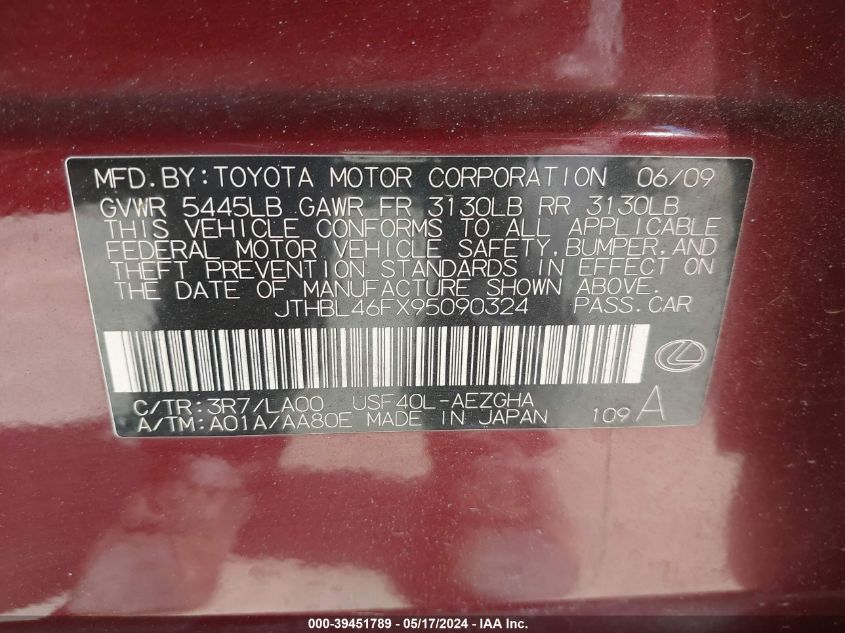 MFD.BY:TOYOTA MOTOR CORPORATION 06/09
GVWR 5445LB GAWR FR 3130LB RR 3130LB
THIS VEHICLE CONFORMS TO ALL APPLICABLE
FEDERAL MOTOR VEHICLE SAFETY, BUMPER, AND
THEFT PREVENTION STANDARDS IN EFFECT ON
THE DATE OF MANUFACTURE SHOWN ABOVE.
JTHBL46FX95090324 PASS.CAR
C/TR:3R7/LA00 USF40L-AEZGHA
A/TM:A01A/AA80E MADE IN JAPAN 109 A
000-39451789 - 05/17/2024 - IAA Inc.